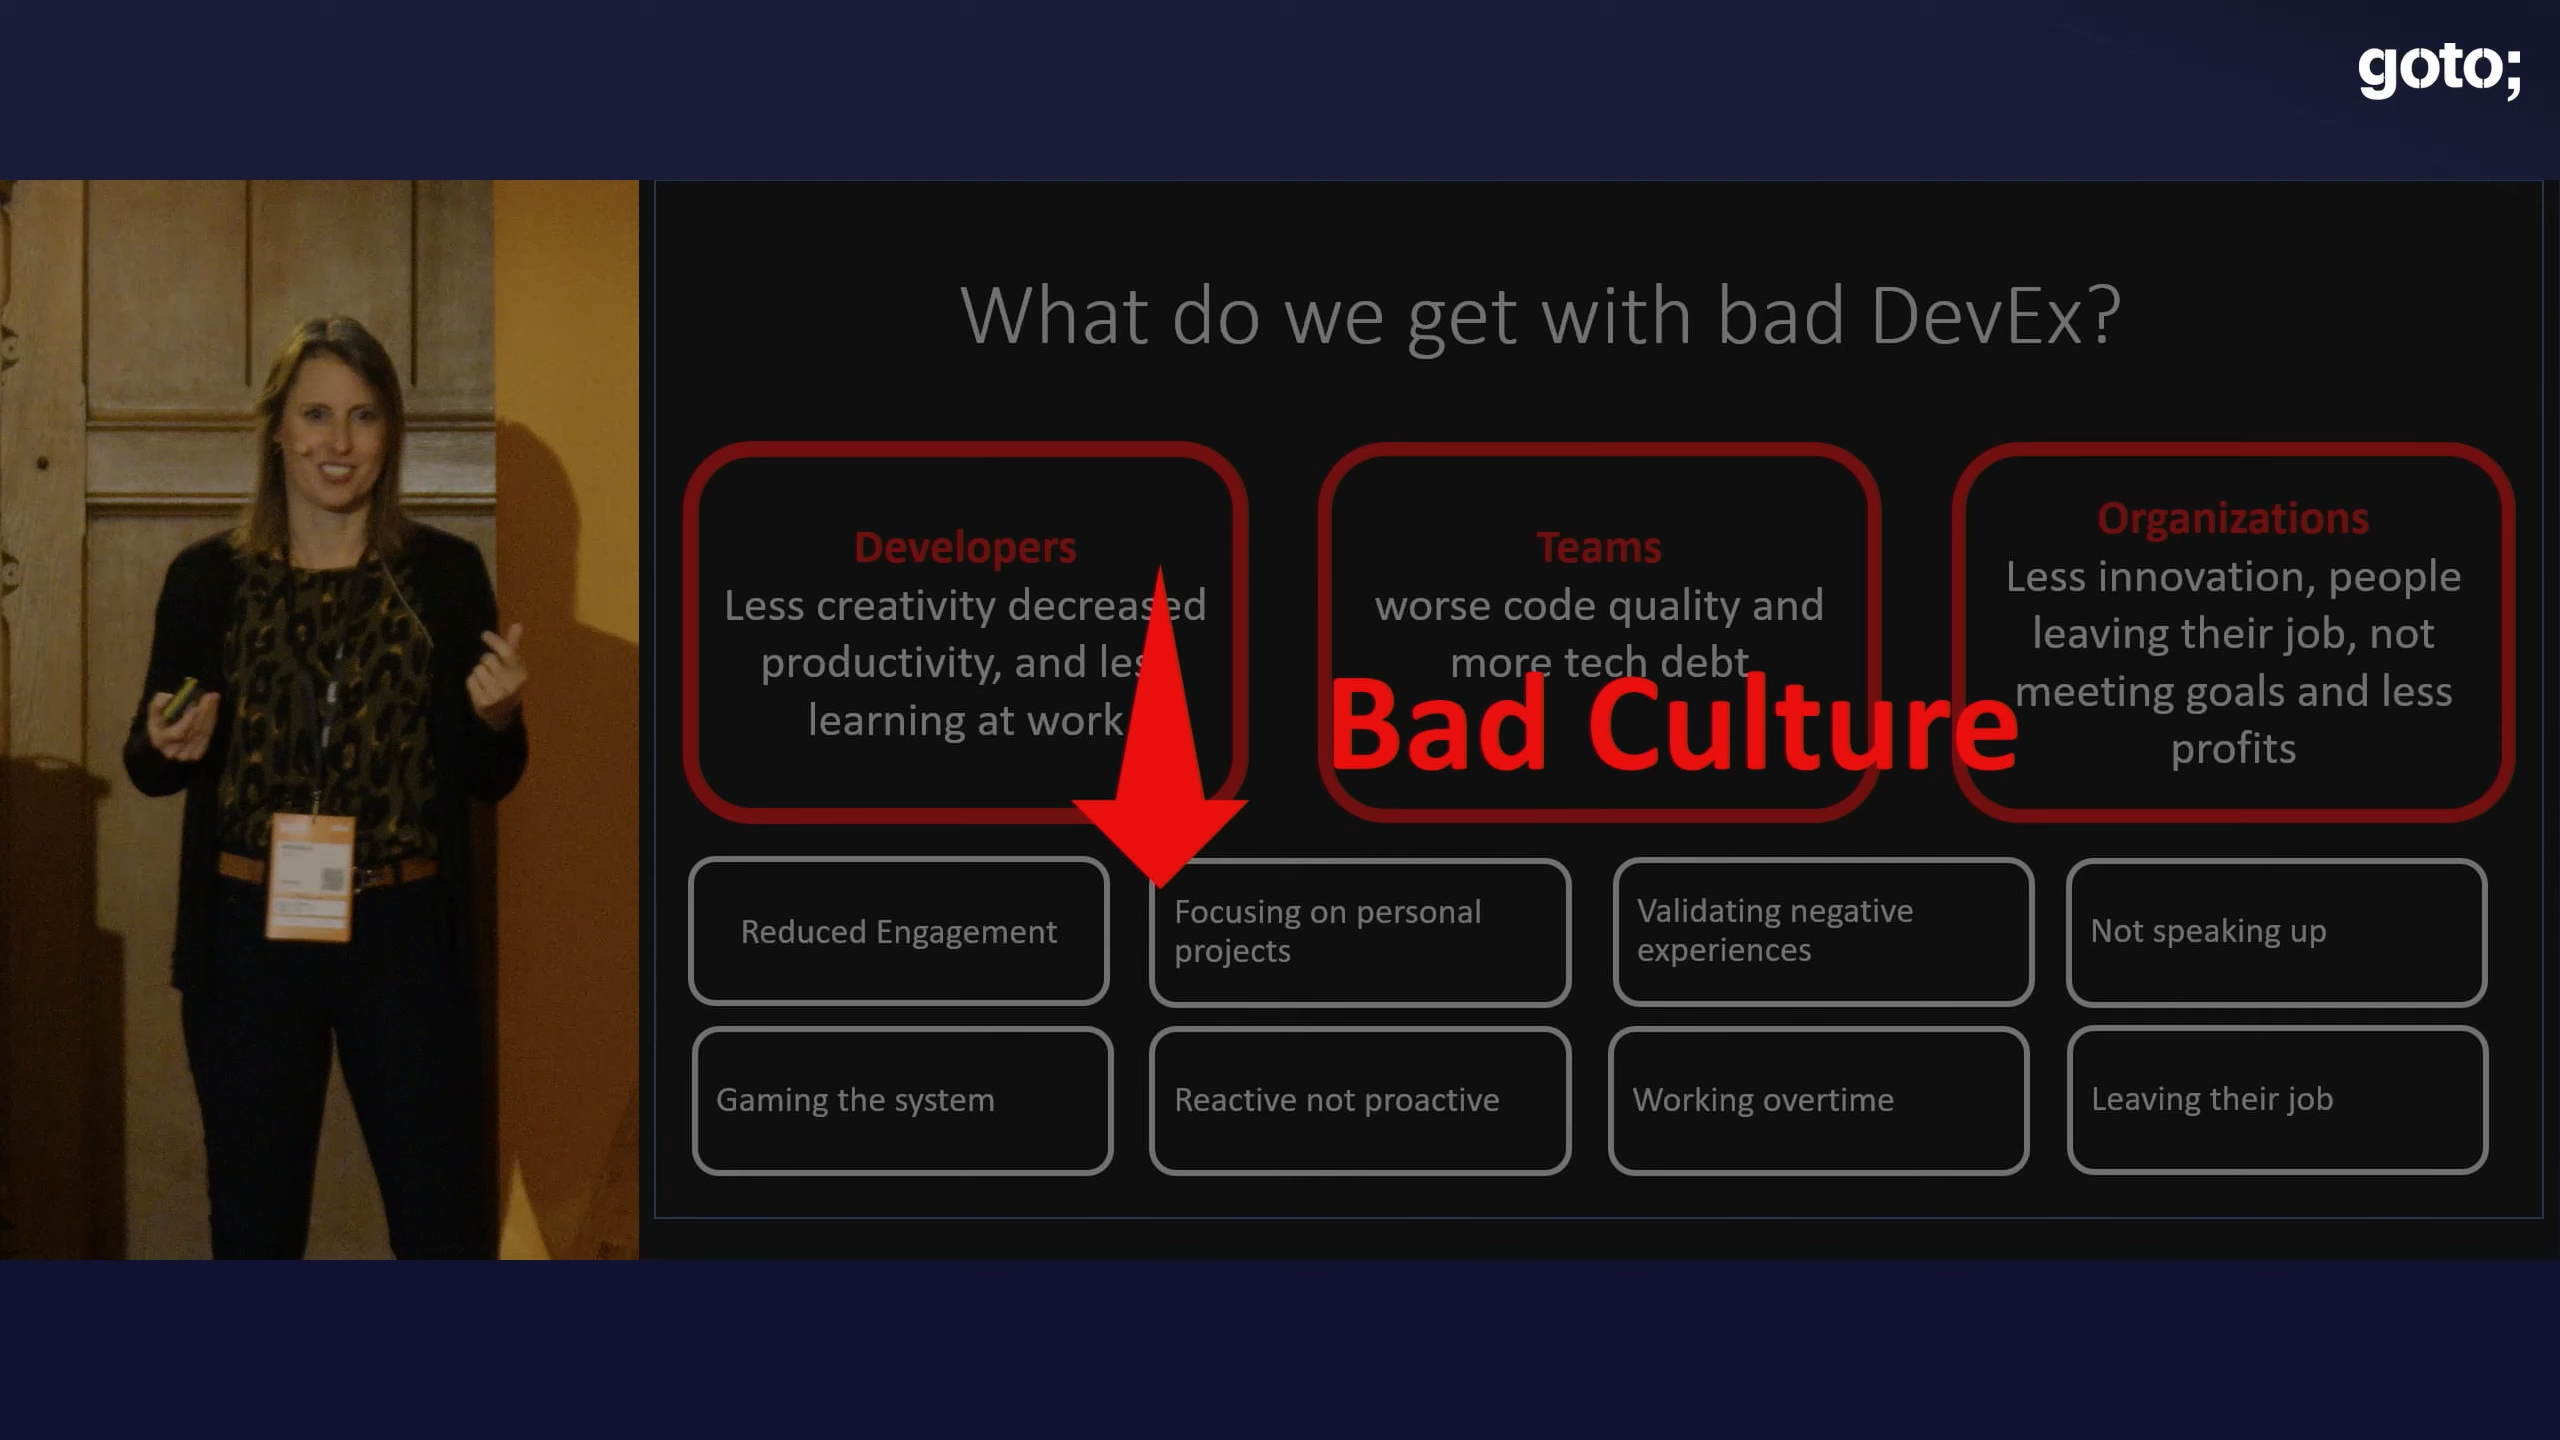 goto;
What do we get with bad DevEx?
Developers
Less creativity decreased
productivity, and les
learning at work
Teams
worse code quality and
more tech debt
Organizations
Less innovation, people
leaving their job, not
meeting goals and less
profits
Bad Culture
Reduced Engagement
Focusing on personal
projects
Validating negative
experiences
Not speaking up
Gaming the system
Reactive not proactive
Working overtime
Leaving their job